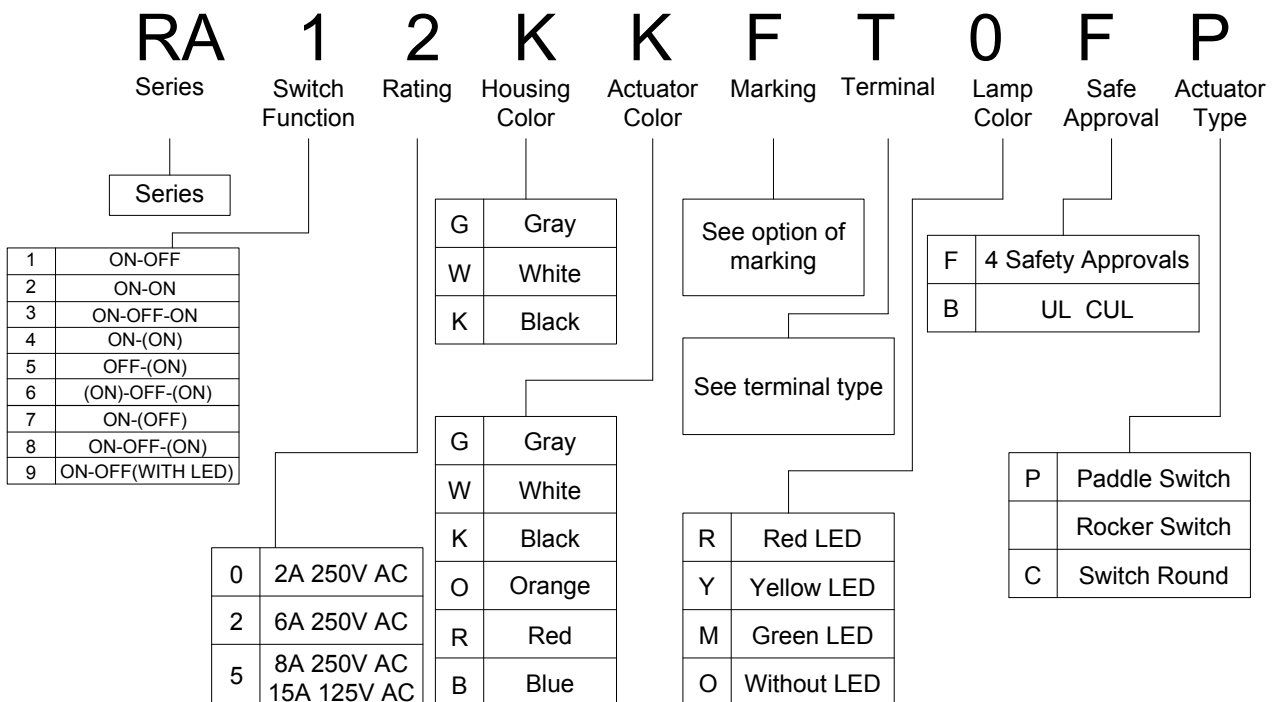 RA 1 2 K K F T 0 F P
Series Switch Rating Housing Actuator Marking Terminal Lamp Safe Actuator
Function Color Color Color Approval Type
Series
1 ON-OFF
2 ON-ON
3 ON-OFF-ON
4 ON-(ON)
5 OFF-(ON)
6 (ON)-OFF-(ON)
7 ON-(OFF)
8 ON-OFF-(ON)
9 ON-OFF(WITH LED)
0 2A 250V AC
2 6A 250V AC
5 8A 250V AC
15A 125V AC
G Gray
W White
K Black
G Gray
W White
K Black
O Orange
R Red
B Blue
See option of
marking
See terminal type
R Red LED
Y Yellow LED
M Green LED
O Without LED
F 4 Safety Approvals
B UL CUL
P Paddle Switch
Rocker Switch
C Switch Round